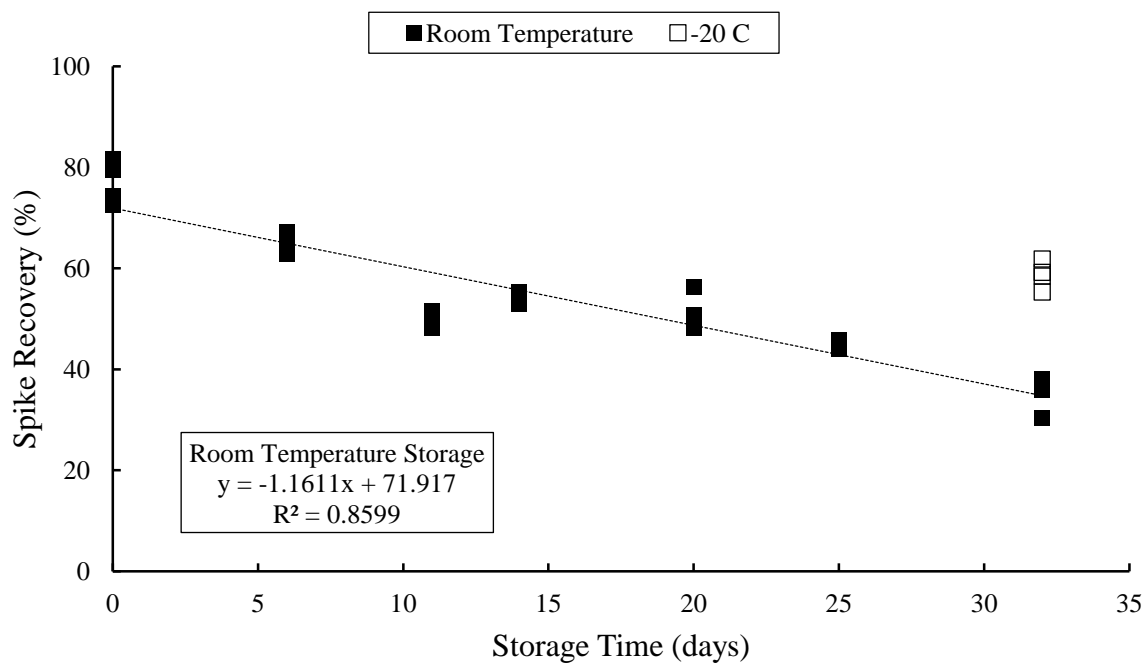 Room Temperature -20 C
100
80
60
40
20
0
Spike Recovery (%)
Room Temperature Storage
y = -1.1611x + 71.917
R² = 0.8599
0 5 10 15 20 25 30 35
Storage Time (days)